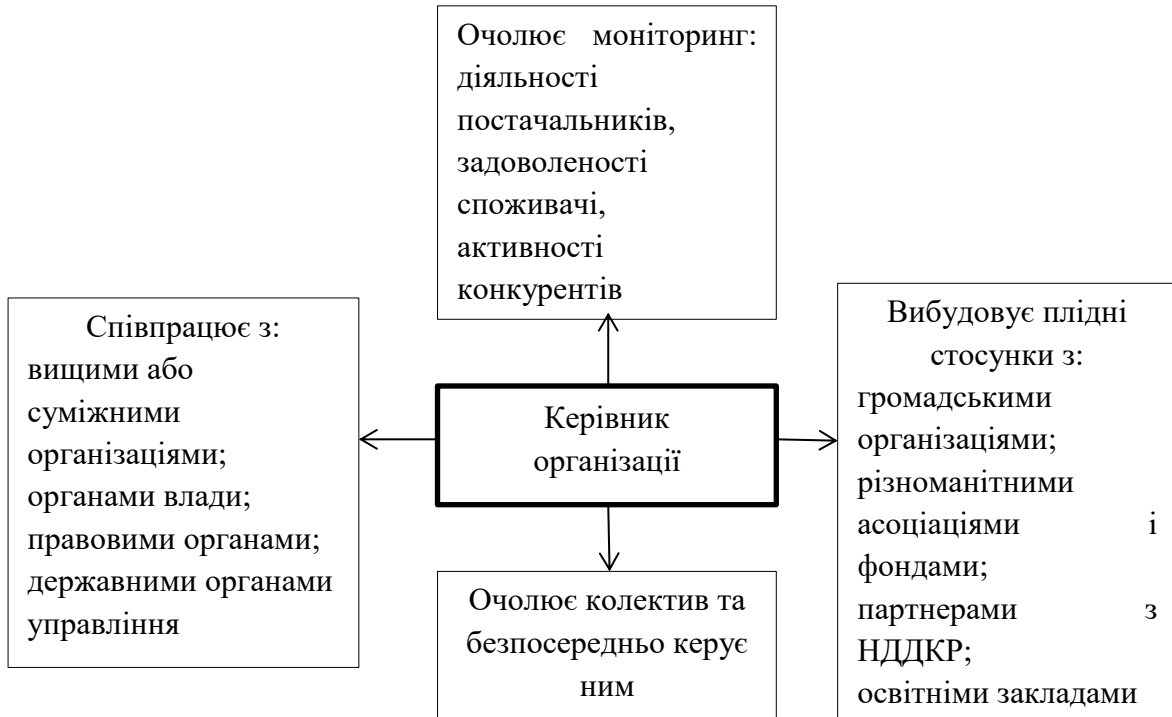 Очолює моніторинг:
діяльності
постачальників,
задоволеності
споживачі,
активності
конкурентів
Співпрацює з:
вищими або
суміжними
організаціями;
органами влади;
правовими органами;
державними органами
управління
Керівник
організації
Вибудовує плідні
стосунки з:
громадськими
організаціями;
різноманітними
асоціаціями і
фондами;
партнерами з
НДДКР;
освітніми закладами
Очолює колектив та
безпосередньо керує
ним